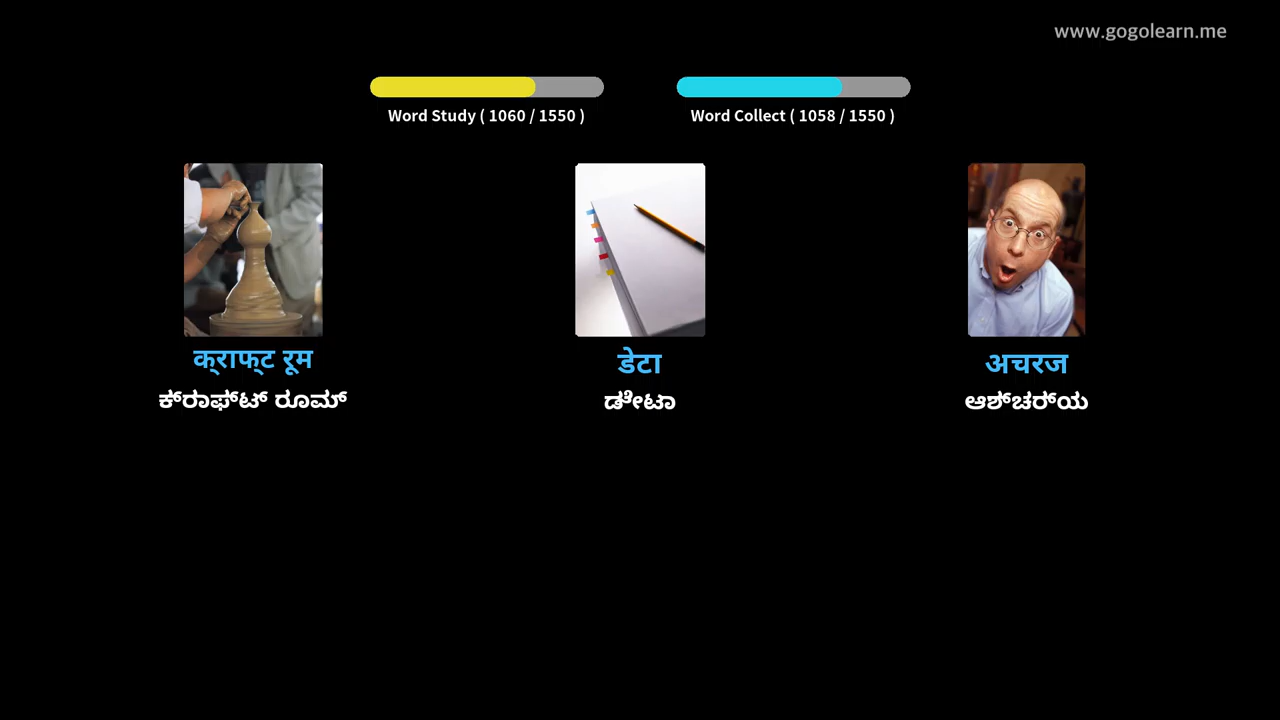 www.gogolearn.me
Word Study ( 1060 / 1550 )
Word Collect ( 1058 / 1550 )
क्राफ्ट रूम
डेटा
अचरज
ಕ್‌ರಾಫ್‌ಟ್ ರೂಮ್
ಡೇಟಾ
ಆಶ್‌ಚರ್‌ಯ